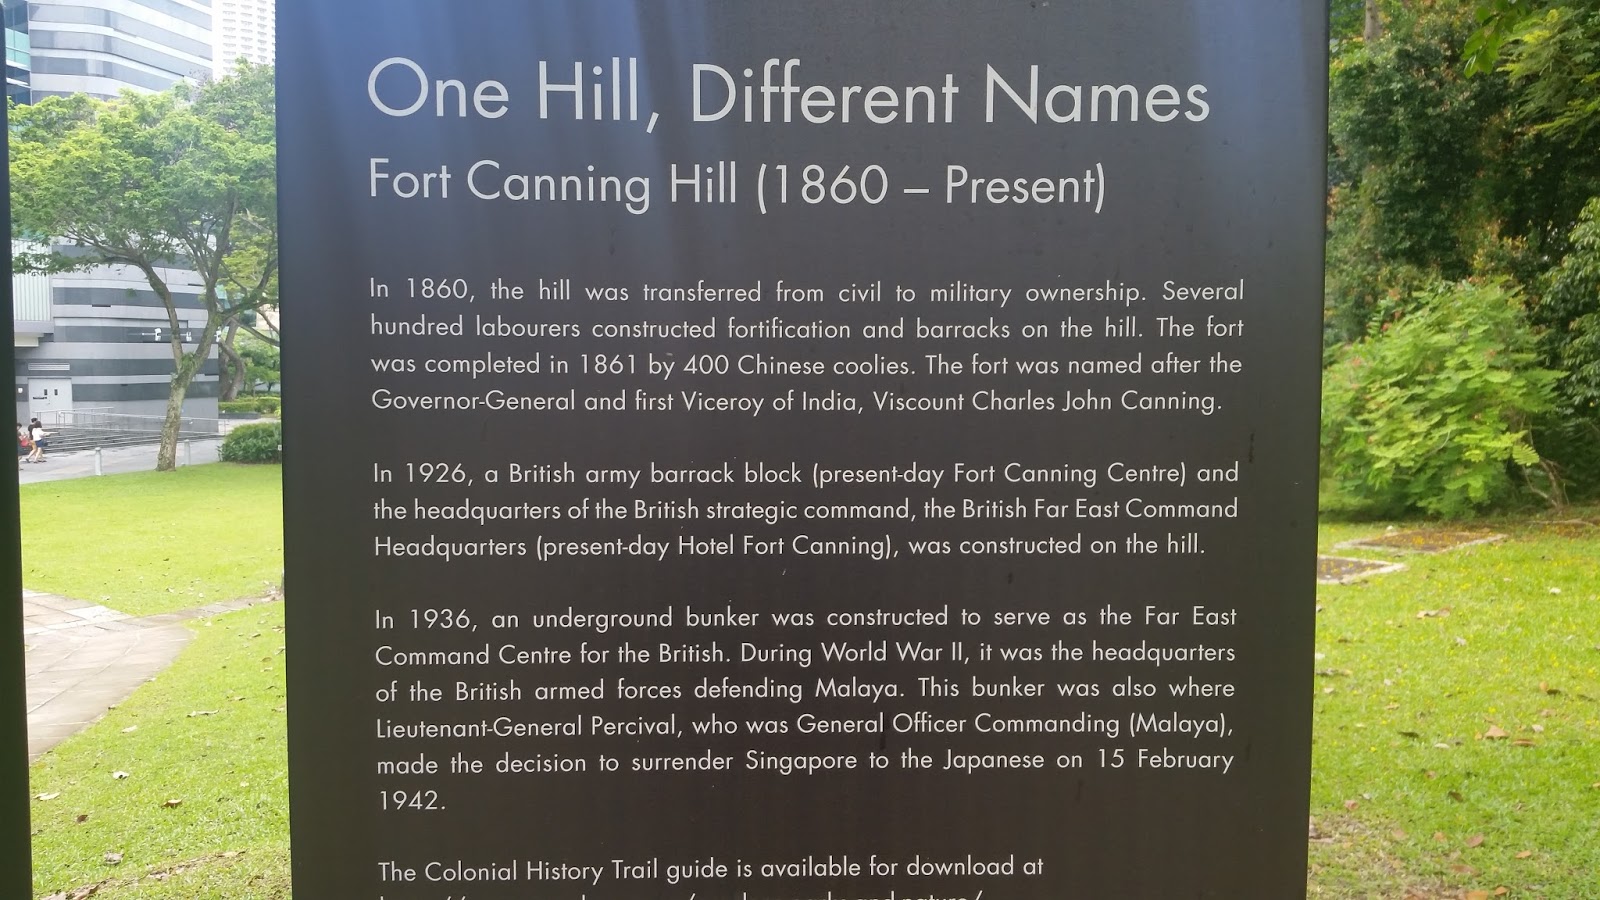 One Hill, Different Names
Fort Canning Hill (1860 – Present)
In 1860, the hill was transferred from civil to military ownership. Several
hundred labourers constructed fortification and barracks on the hill. The fort
was completed in 1861 by 400 Chinese coolies. The fort was named after the
Governor-General and first Viceroy of India, Viscount Charles John Canning.
In 1926, a British army barrack block (present-day Fort Canning Centre) and
the headquarters of the British strategic command, the British Far East Command
Headquarters (present-day Hotel Fort Canning), was constructed on the hill.
In 1936, an underground bunker was constructed to serve as the Far East
Command Centre for the British. During World War II, it was the headquarters
of the British armed forces defending Malaya. This bunker was also where
Lieutenant-General Percival, who was General Officer Commanding (Malaya),
made the decision to surrender Singapore to the Japanese on 15 February
1942.
The Colonial History Trail guide is available for download at